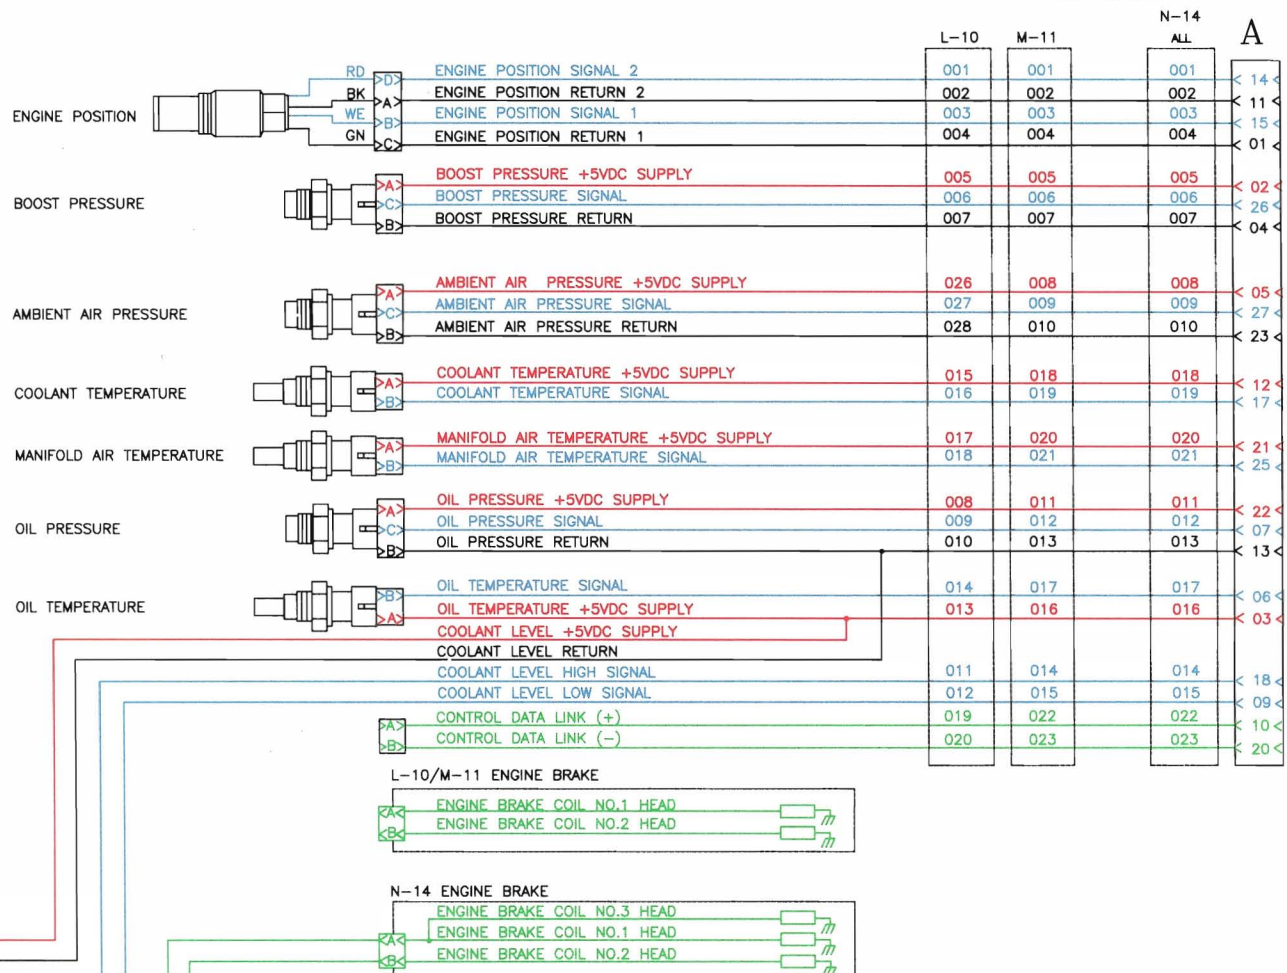 N-14
L-10 M-11 ALL A
RD D ENGINE POSITION SIGNAL 2 001 001 001 14
BK A ENGINE POSITION RETURN 2 002 002 002 11
ENGINE POSITION
WE B ENGINE POSITION SIGNAL 1 003 003 003 15
GN C ENGINE POSITION RETURN 1 004 004 004 01
A BOOST PRESSURE +5VDC SUPPLY 005 005 005 02
BOOST PRESSURE C BOOST PRESSURE SIGNAL 006 006 006 26
B BOOST PRESSURE RETURN 007 007 007 04
A AMBIENT AIR PRESSURE +5VDC SUPPLY 026 008 008 05
AMBIENT AIR PRESSURE C AMBIENT AIR PRESSURE SIGNAL 027 009 009 27
B AMBIENT AIR PRESSURE RETURN 028 010 010 23
A COOLANT TEMPERATURE +5VDC SUPPLY 015 018 018 12
COOLANT TEMPERATURE B COOLANT TEMPERATURE SIGNAL 016 019 019 17
A MANIFOLD AIR TEMPERATURE +5VDC SUPPLY 017 020 020 21
MANIFOLD AIR TEMPERATURE B MANIFOLD AIR TEMPERATURE SIGNAL 018 021 021 25
A OIL PRESSURE +5VDC SUPPLY 008 011 011 22
OIL PRESSURE C OIL PRESSURE SIGNAL 009 012 012 07
B OIL PRESSURE RETURN 010 013 013 13
B OIL TEMPERATURE SIGNAL 014 017 017 06
OIL TEMPERATURE A OIL TEMPERATURE +5VDC SUPPLY 013 016 016 03
COOLANT LEVEL +5VDC SUPPLY
COOLANT LEVEL RETURN
COOLANT LEVEL HIGH SIGNAL 011 014 014 18
COOLANT LEVEL LOW SIGNAL 012 015 015 09
A CONTROL DATA LINK (+) 019 022 022 10
B CONTROL DATA LINK (-) 020 023 023 20
L-10/M-11 ENGINE BRAKE
A ENGINE BRAKE COIL NO.1 HEAD
B ENGINE BRAKE COIL NO.2 HEAD
N-14 ENGINE BRAKE
ENGINE BRAKE COIL NO.3 HEAD
A ENGINE BRAKE COIL NO.1 HEAD
B ENGINE BRAKE COIL NO.2 HEAD